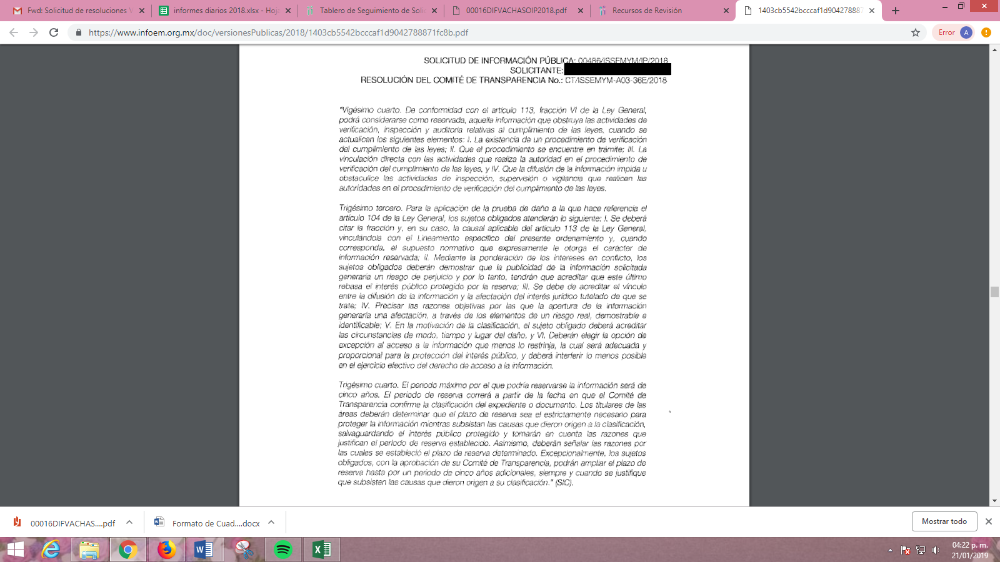 Fwd: Solicitud de resoluciones V
informes diarios 2018.xlsx - Hoja
Tablero de Seguimiento de Solic
00016DIFVACHASOIP2018.pdf
Recursos de Revisión
1403cb5542bcccaf1d9042788871
https://www.infoem.org.mx/doc/versionesPublicas/2018/1403cb5542bcccaf1d9042788871fc8b.pdf
Error A
SOLICITUD DE INFORMACIÓN PÚBLICA: 00486/ISSEMYM/IP/2018
SOLICITANTE:
RESOLUCIÓN DEL COMITÉ DE TRANSPARENCIA No.: CT/ISSEMYM-A03-36E/2018
"Vigésimo cuarto. De conformidad con el artículo 113, fracción VI de la Ley General,
podrá considerarse como reservada, aquella información que obstruya las actividades de
verificación, inspección y auditoría relativas al cumplimiento de las leyes, cuando se
actualicen los siguientes elementos: I. La existencia de un procedimiento de verificación
del cumplimiento de las leyes; II. Que el procedimiento se encuentre en trámite; III. La
vinculación directa con las actividades que realiza la autoridad en el procedimiento de
verificación del cumplimiento de las leyes, y IV. Que la difusión de la información impida u
obstaculice las actividades de inspección, supervisión o vigilancia que realicen las
autoridades en el procedimiento de verificación del cumplimiento de las leyes.
Trigésimo tercero. Para la aplicación de la prueba de daño a la que hace referencia el
artículo 104 de la Ley General, los sujetos obligados atenderán lo siguiente: I. Se deberá
citar la fracción y, en su caso, la causal aplicable del artículo 113 de la Ley General,
vinculándola con el Lineamiento específico del presente ordenamiento y, cuando
corresponda, el supuesto normativo que expresamente le otorga el carácter de
información reservada; II. Mediante la ponderación de los intereses en conflicto, los
sujetos obligados deberán demostrar que la publicidad de la información solicitada
generaría un riesgo de perjuicio y por lo tanto, tendrán que acreditar que este último
rebasa el interés público protegido por la reserva; III. Se debe de acreditar el vínculo
entre la difusión de la información y la afectación del interés jurídico tutelado de que se
trate; IV. Precisar las razones objetivas por las que la apertura de la información
generaría una afectación, a través de los elementos de un riesgo real, demostrable e
identificable; V. En la motivación de la clasificación, el sujeto obligado deberá acreditar
las circunstancias de modo, tiempo y lugar del daño, y VI. Deberán elegir la opción de
excepción al acceso a la información que menos lo restrinja, la cual será adecuada y
proporcional para la protección del interés público, y deberá interferir lo menos posible
en el ejercicio efectivo del derecho de acceso a la información.
Trigésimo cuarto. El periodo máximo por el que podría reservarse la información será de
cinco años. El periodo de reserva correrá a partir de la fecha en que el Comité de
Transparencia confirme la clasificación del expediente o documento. Los titulares de las
áreas deberán determinar que el plazo de reserva sea el estrictamente necesario para
proteger la información mientras subsistan las causas que dieron origen a la clasificación,
salvaguardando el interés público protegido y tomarán en cuenta las razones que
justifican el periodo de reserva establecido. Asimismo, deberán señalar las razones por
las cuales se estableció el plazo de reserva determinado. Excepcionalmente, los sujetos
obligados, con la aprobación de su Comité de Transparencia, podrán ampliar el plazo de
reserva hasta por un periodo de cinco años adicionales, siempre y cuando se justifique
que subsisten las causas que dieron origen a su clasificación." (SIC).
00016DIFVACHAS....pdf
Formato de Cuad....docx
Mostrar todo
04:22 p. m.
21/01/2019